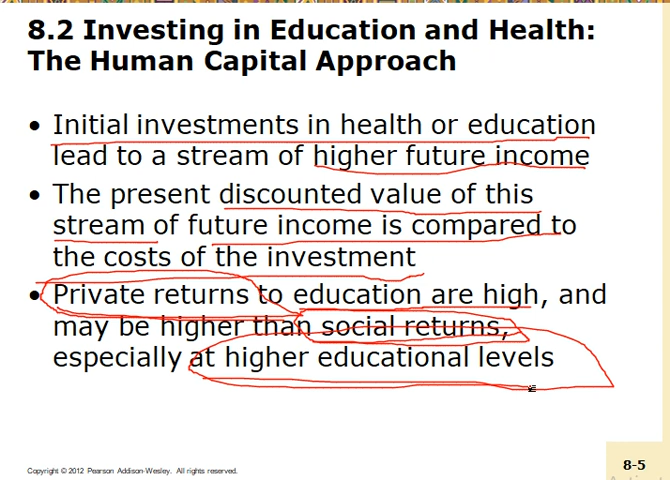 8.2 Investing in Education and Health:
The Human Capital Approach
• Initial investments in health or education
lead to a stream of higher future income
• The present discounted value of this
stream of future income is compared to
the costs of the investment
• Private returns to education are high, and
may be higher than social returns,
especially at higher educational levels
Copyright © 2012 Pearson Addison-Wesley. All rights reserved.
8-5